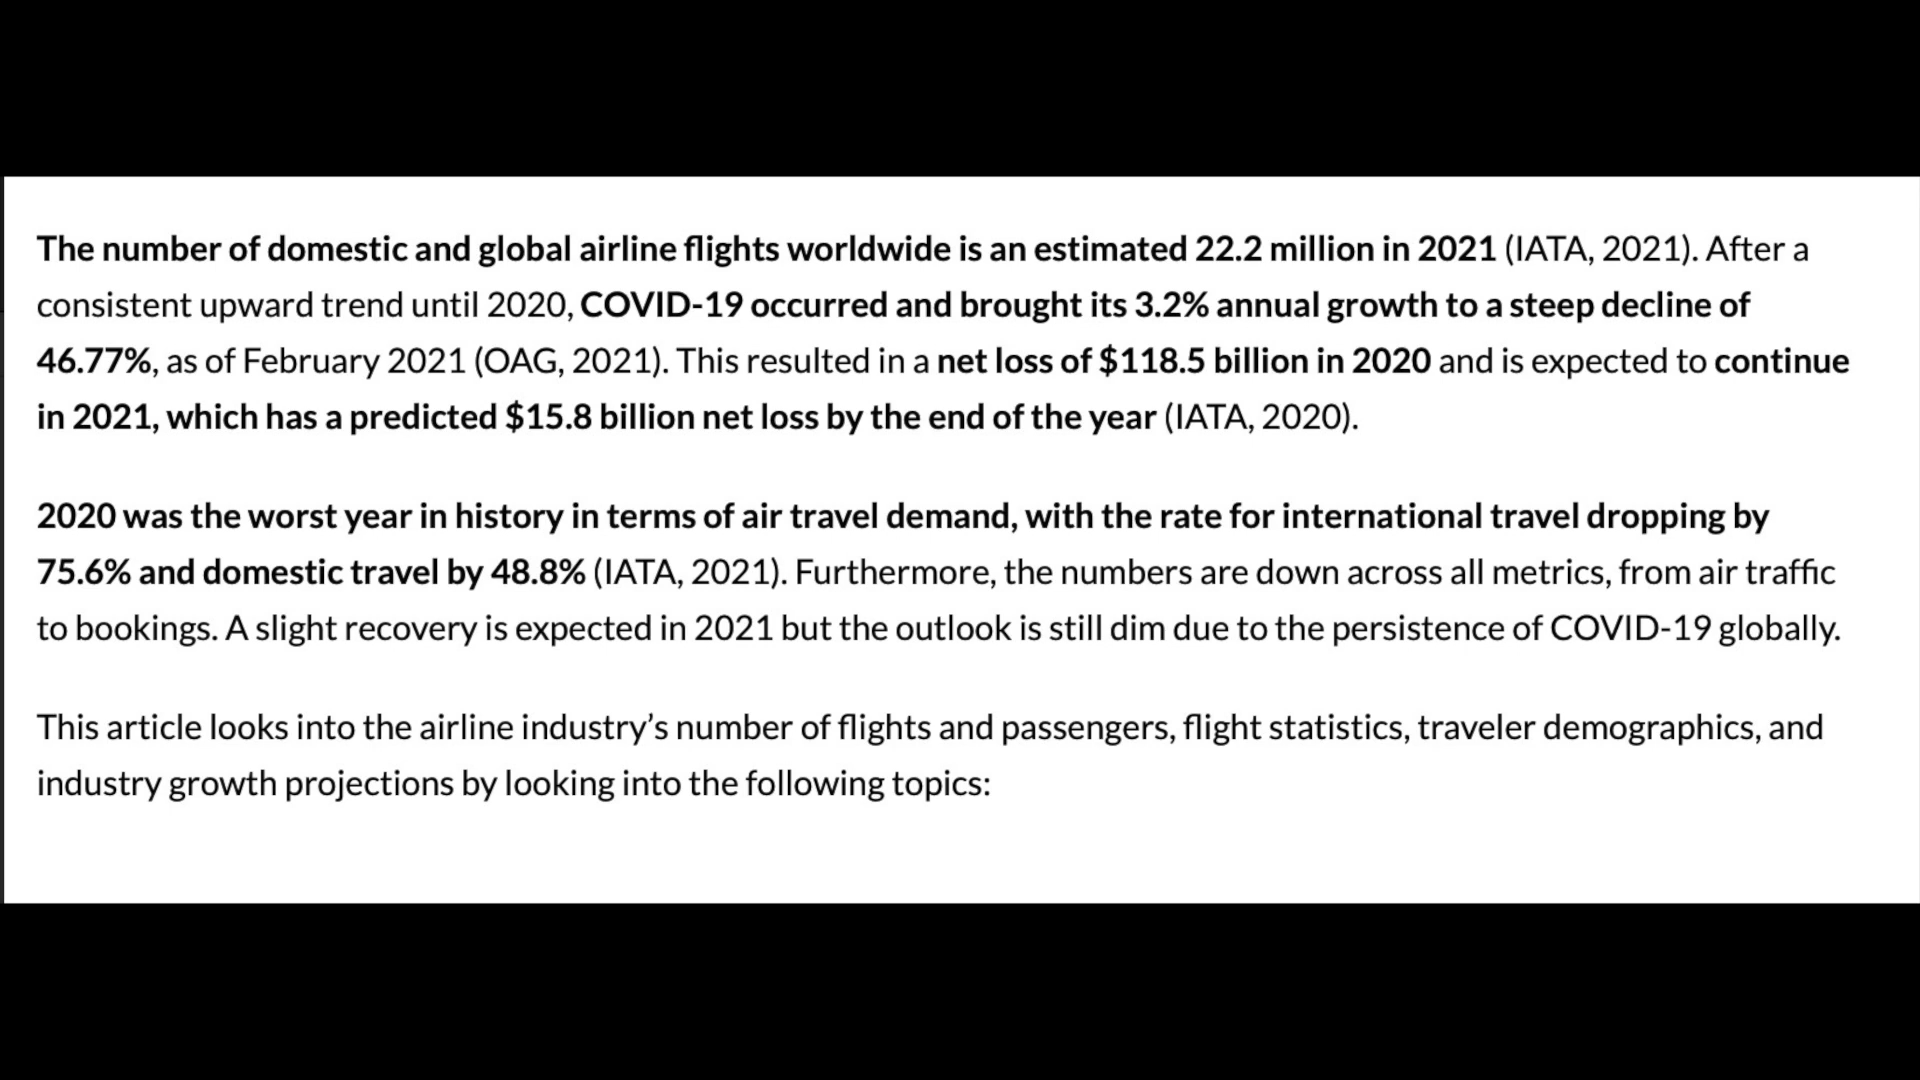 The number of domestic and global airline flights worldwide is an estimated 22.2 million in 2021 (IATA, 2021). After a
consistent upward trend until 2020, COVID-19 occurred and brought its 3.2% annual growth to a steep decline of
46.77%, as of February 2021 (OAG, 2021). This resulted in a net loss of $118.5 billion in 2020 and is expected to continue
in 2021, which has a predicted $15.8 billion net loss by the end of the year (IATA, 2020).
2020 was the worst year in history in terms of air travel demand, with the rate for international travel dropping by
75.6% and domestic travel by 48.8% (IATA, 2021). Furthermore, the numbers are down across all metrics, from air traffic
to bookings. A slight recovery is expected in 2021 but the outlook is still dim due to the persistence of COVID-19 globally.
This article looks into the airline industry’s number of flights and passengers, flight statistics, traveler demographics, and
industry growth projections by looking into the following topics: